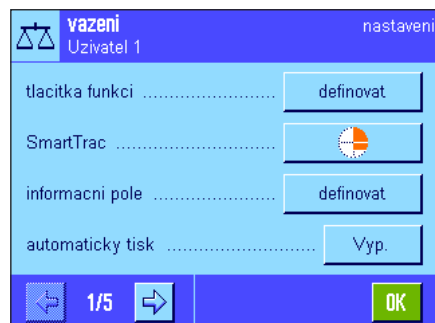 vazeni
nastaveni
Uzivatel 1
tlacitka funkci ........................ definovat
SmartTrac .............................
informacni pole ...................... definovat
automaticky tisk .......................... Vyp.
1/5
OK